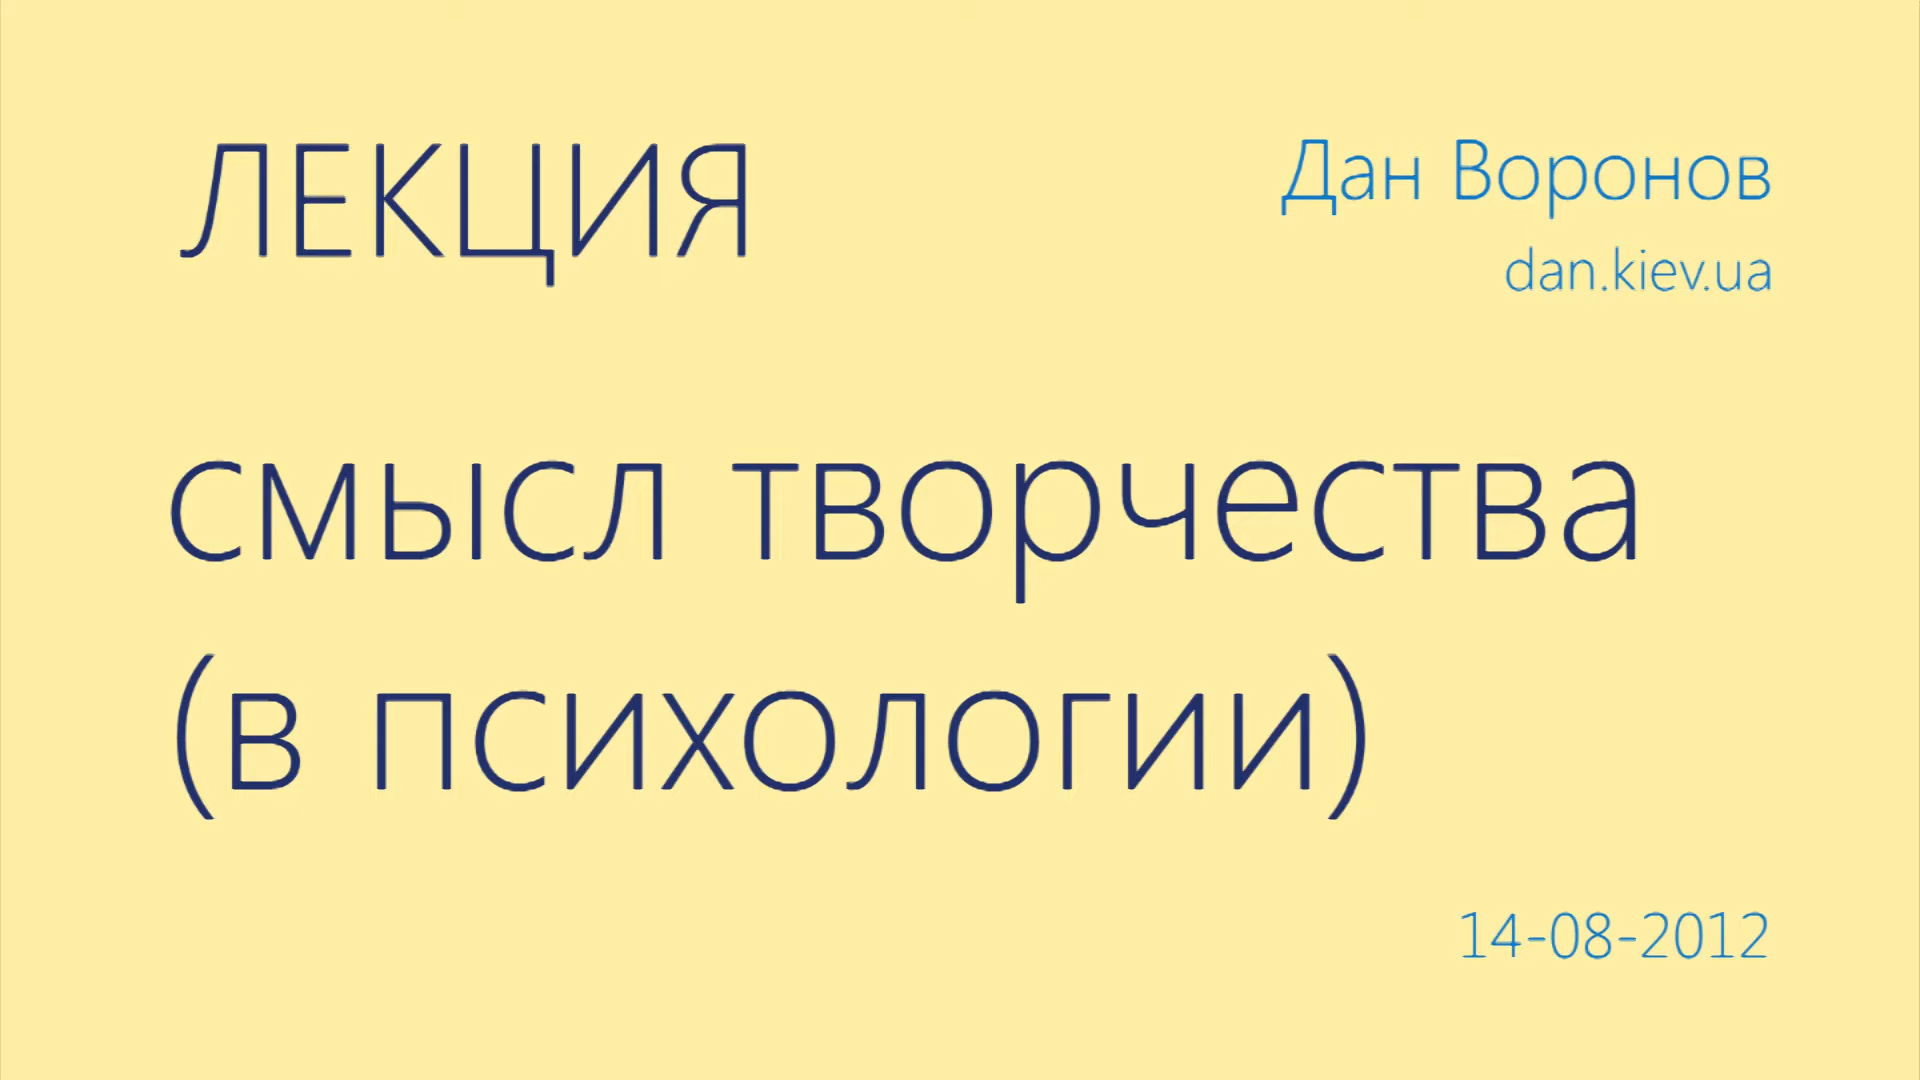 ЛЕКЦИЯ
Дан Воронов
dan.kiev.ua
смысл творчества
(в психологии)
14-08-2012